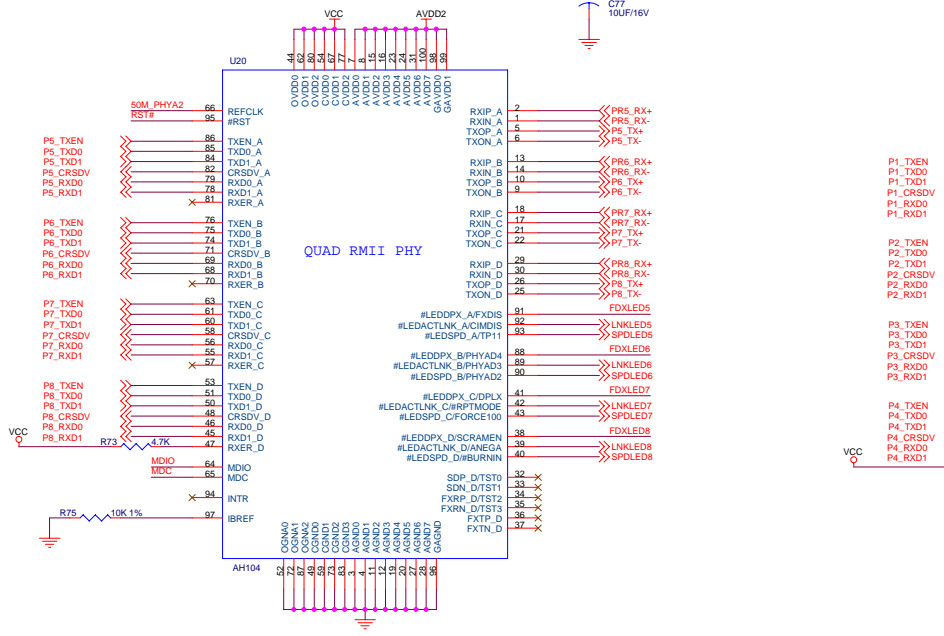 C77
10UF/16V
VCC
AVDD2
U20
44 62 80 54 67 77 7 8 15 16 23 24 31 100 98 99
OVDD0 OVDD1 OVDD2 CVDD0 CVDD1 CVDD2 AVDD0 AVDD1 AVDD2 AVDD3 AVDD4 AVDD5 AVDD6 AVDD7 GAVDD0 GAVDD1
50M_PHYA2 66 REFCLK
RST# 95 #RST
P5_TXEN 86 TXEN_A
P5_TXD0 85 TXD0_A
P5_TXD1 84 TXD1_A
P5_CRSDV 82 CRSDV_A
P5_RXD0 79 RXD0_A
P5_RXD1 78 RXD1_A
81 RXER_A
P6_TXEN 76 TXEN_B
P6_TXD0 75 TXD0_B
P6_TXD1 74 TXD1_B
P6_CRSDV 71 CRSDV_B
P6_RXD0 69 RXD0_B
P6_RXD1 68 RXD1_B
70 RXER_B
P7_TXEN 63 TXEN_C
P7_TXD0 61 TXD0_C
P7_TXD1 60 TXD1_C
P7_CRSDV 58 CRSDV_C
P7_RXD0 56 RXD0_C
P7_RXD1 55 RXD1_C
57 RXER_C
P8_TXEN 53 TXEN_D
P8_TXD0 51 TXD0_D
P8_TXD1 50 TXD1_D
P8_CRSDV 48 CRSDV_D
P8_RXD0 46 RXD0_D
P8_RXD1 45 RXD1_D
VCC R73 4.7K 47 RXER_D
MDIO 64 MDIO
MDC 65 MDC
94 INTR
R75 10K 1% 97 IBREF
QUAD RMII PHY
RXIP_A 2 PR5_RX+
RXIN_A 1 PR5_RX-
TXOP_A 5 P5_TX+
TXON_A 6 P5_TX-
RXIP_B 13 PR6_RX+
RXIN_B 14 PR6_RX-
TXOP_B 10 P6_TX+
TXON_B 9 P6_TX-
RXIP_C 18 PR7_RX+
RXIN_C 17 PR7_RX-
TXOP_C 21 P7_TX+
TXON_C 22 P7_TX-
RXIP_D 29 PR8_RX+
RXIN_D 30 PR8_RX-
TXOP_D 26 P8_TX+
TXON_D 25 P8_TX-
#LEDDPX_A/FXDIS 91 FDXLED5
#LEDACTLNK_A/CIMDIS 92 LNKLED5
#LEDSPD_A/TP11 93 SPDLED5
#LEDDPX_B/PHYAD4 88 FDXLED6
#LEDACTLNK_B/PHYAD3 89 LNKLED6
#LEDSPD_B/PHYAD2 90 SPDLED6
#LEDDPX_C/DPLX 41 FDXLED7
#LEDACTLNK_C/#RPTMODE 42 LNKLED7
#LEDSPD_C/FORCE100 43 SPDLED7
#LEDDPX_D/SCRAMEN 38 FDXLED8
#LEDACTLNK_D/ANEGA 39 LNKLED8
#LEDSPD_D/#BURNIN 40 SPDLED8
SDP_D/TST0 32
SDN_D/TST1 33
FXRP_D/TST2 34
FXRN_D/TST3 35
FXTP_D 36
FXTN_D 37
OGNA0 OGNA1 OGNA2 CGND0 CGND1 CGND2 CGND3 AGND0 AGND1 AGND2 AGND3 AGND4 AGND5 AGND6 AGND7 GAGND
52 72 87 49 59 73 83 3 4 11 12 19 20 27 28 96
AH104
P1_TXEN
P1_TXD0
P1_TXD1
P1_CRSDV
P1_RXD0
P1_RXD1
P2_TXEN
P2_TXD0
P2_TXD1
P2_CRSDV
P2_RXD0
P2_RXD1
P3_TXEN
P3_TXD0
P3_TXD1
P3_CRSDV
P3_RXD0
P3_RXD1
P4_TXEN
P4_TXD0
P4_TXD1
P4_CRSDV
P4_RXD0
P4_RXD1
VCC